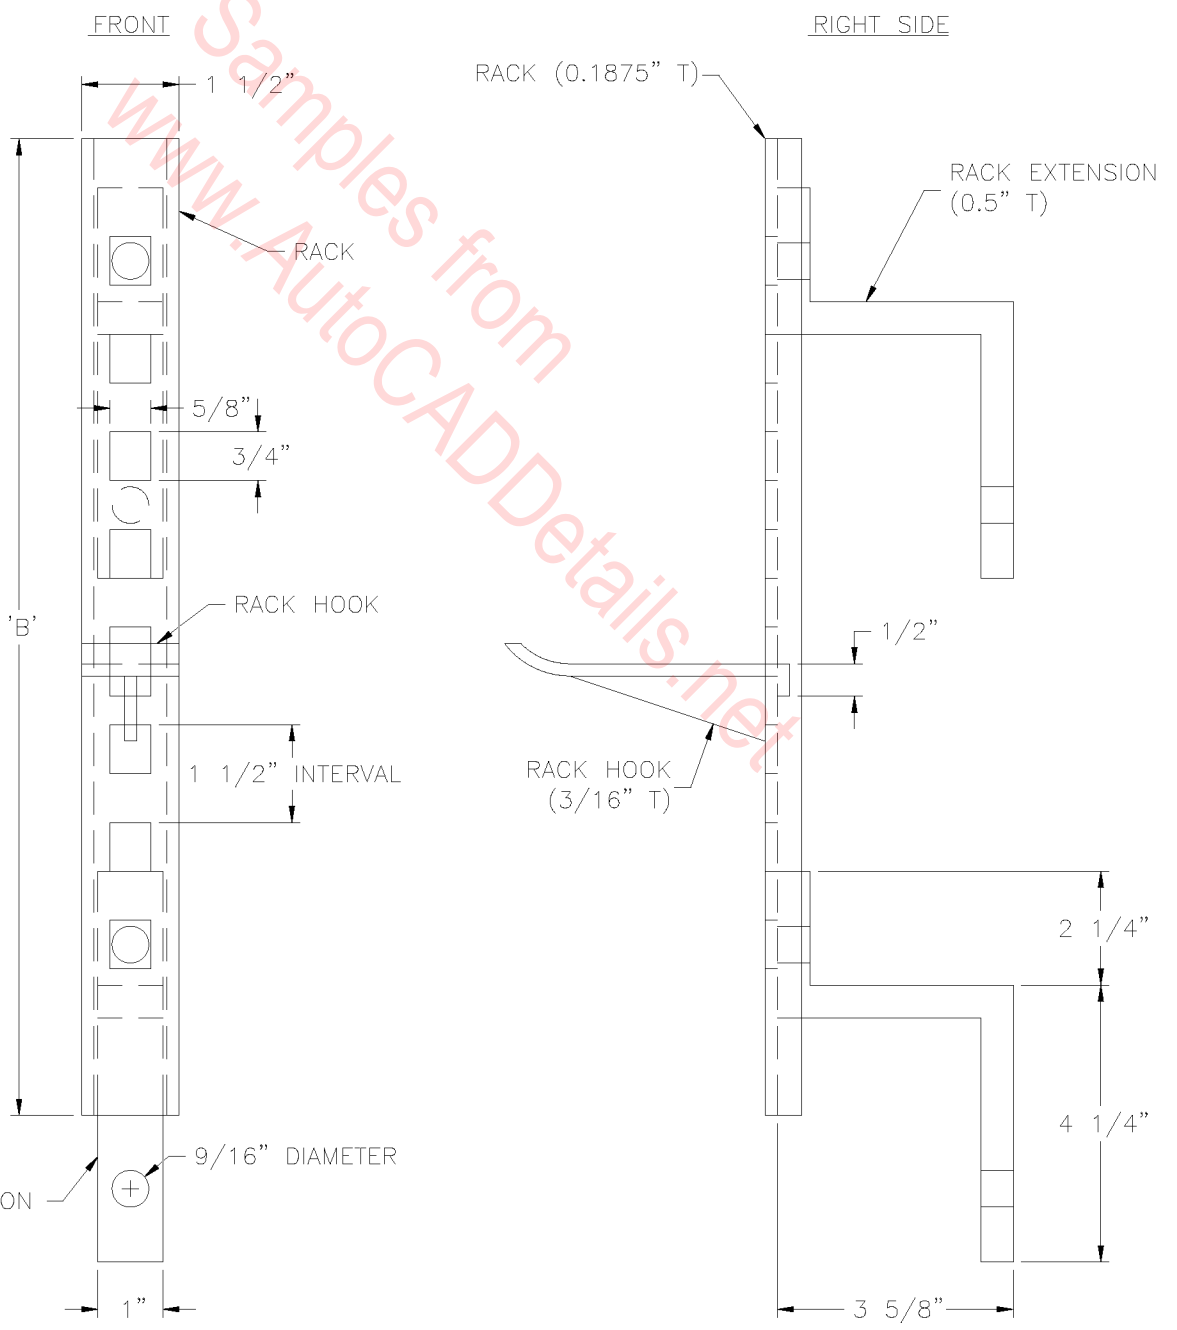 FRONT
RIGHT SIDE
1 1/2”
RACK (0.1875” T)
RACK EXTENSION
(0.5” T)
RACK
5/8”
3/4”
'B'
RACK HOOK
1/2”
1 1/2” INTERVAL
RACK HOOK
(3/16” T)
2 1/4”
4 1/4”
9/16” DIAMETER
ON
1”
3 5/8”
Samples from
www.AutoCADDetails.net